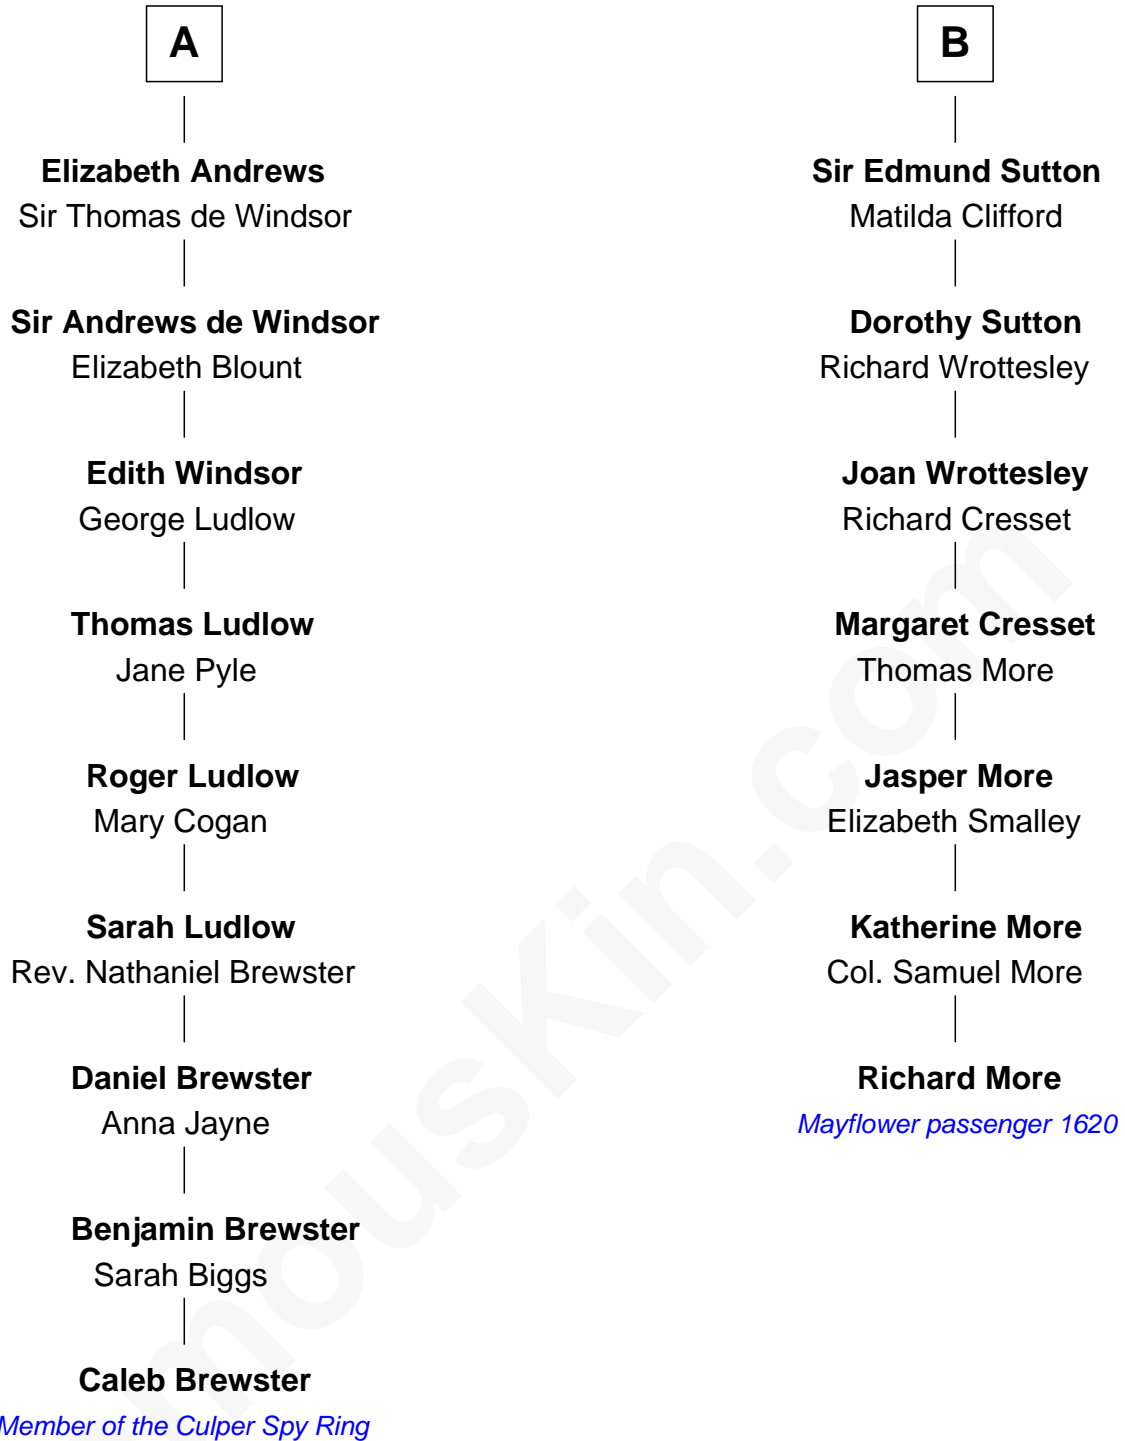 A
Elizabeth Andrews
Sir Thomas de Windsor
Sir Andrews de Windsor
Elizabeth Blount
Edith Windsor
George Ludlow
Thomas Ludlow
Jane Pyle
Roger Ludlow
Mary Cogan
Sarah Ludlow
Rev. Nathaniel Brewster
Daniel Brewster
Anna Jayne
Benjamin Brewster
Sarah Biggs
Caleb Brewster
Member of the Culper Spy Ring
B
Sir Edmund Sutton
Matilda Clifford
Dorothy Sutton
Richard Wrottesley
Joan Wrottesley
Richard Cresset
Margaret Cresset
Thomas More
Jasper More
Elizabeth Smalley
Katherine More
Col. Samuel More
Richard More
Mayflower passenger 1620
mousKin.com